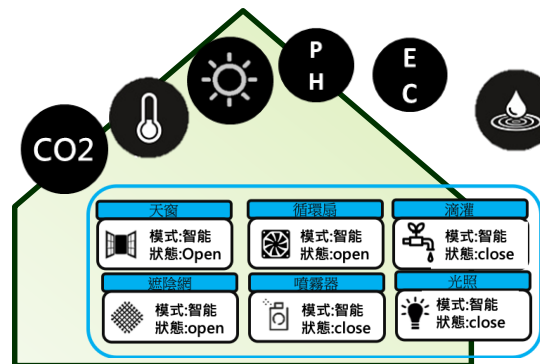 CO2
P
H
E
C
天窗
模式:智能
狀態:Open
循環扇
模式:智能
狀態:open
滴灌
模式:智能
狀態:close
遮陰網
模式:智能
狀態:open
噴霧器
模式:智能
狀態:close
光照
模式:智能
狀態:close